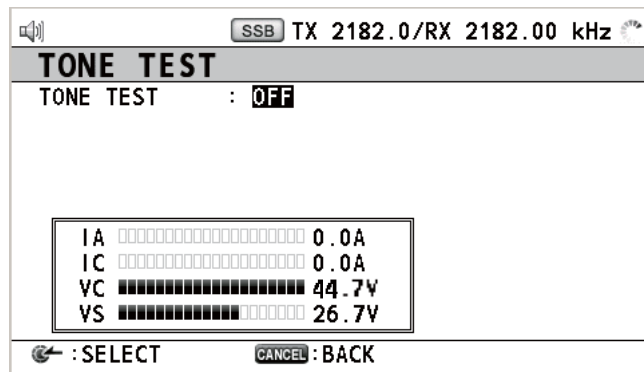 SSB TX 2182.0/RX 2182.00 kHz
TONE TEST
TONE TEST : OFF
IA 0.0A
IC 0.0A
VC 44.7V
VS 26.7V
:SELECT CANCEL:BACK